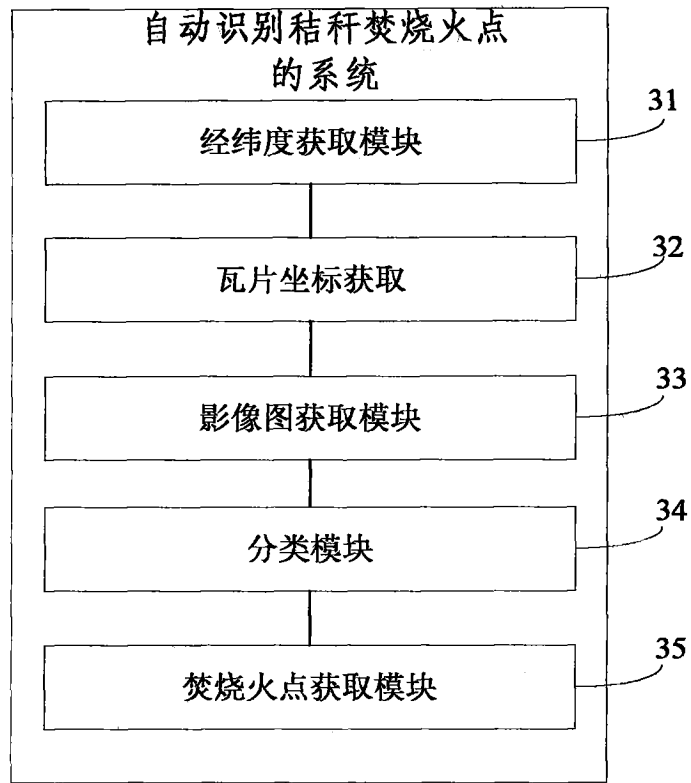 自动识别秸秆焚烧火点
的系统
经纬度获取模块
31
瓦片坐标获取
32
影像图获取模块
33
分类模块
34
焚烧火点获取模块
35